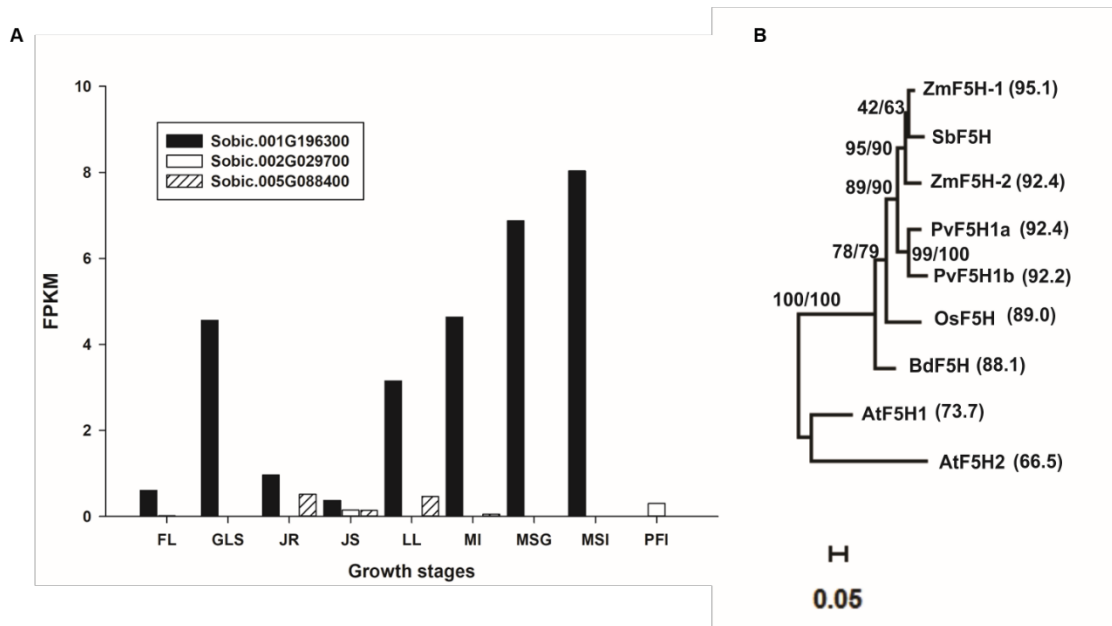 A
10
8
6
4
2
0
FPKM
Sobic.001G196300
Sobic.002G029700
Sobic.005G088400
FL GLS JR JS LL MI MSG MSI PFI
Growth stages
B
ZmF5H-1 (95.1)
42/63
SbF5H
95/90
ZmF5H-2 (92.4)
89/90
PvF5H1a (92.4)
78/79
99/100
PvF5H1b (92.2)
100/100
OsF5H (89.0)
BdF5H (88.1)
AtF5H1 (73.7)
AtF5H2 (66.5)
0.05